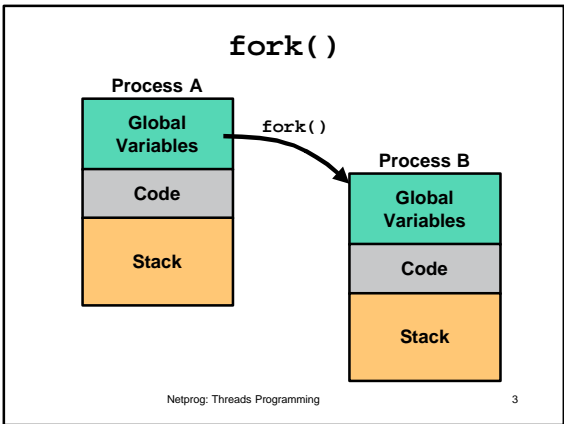 fork()
Process A
Global
Variables
Code
Stack
fork()
Process B
Global
Variables
Code
Stack
Netprog: Threads Programming
3